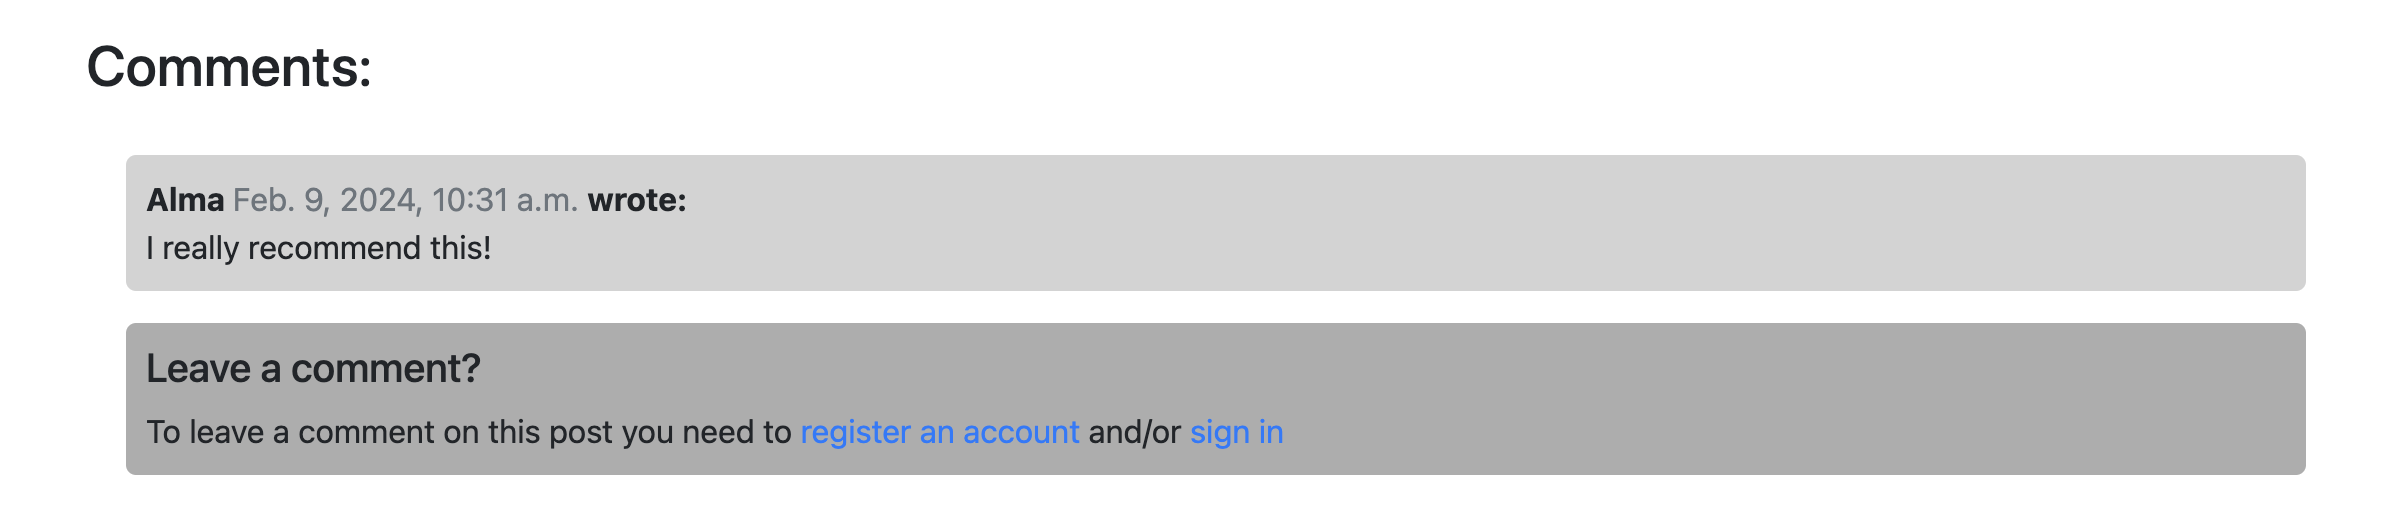 Comments:
Alma Feb. 9, 2024, 10:31 a.m. wrote:
I really recommend this!
Leave a comment?
To leave a comment on this post you need to register an account and/or sign in